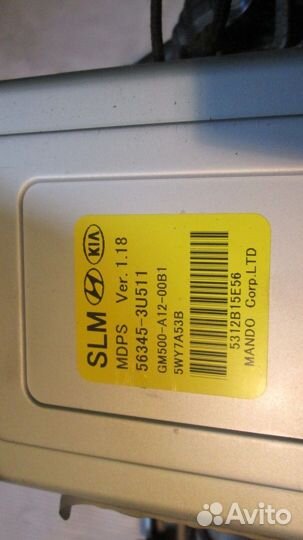 SLM KIA
MDPS Ver. 1.18
56345-3U511
GM500-A12-00B1
5WY7A53B
5312B15E56
MANDO Corp.LTD
Avito